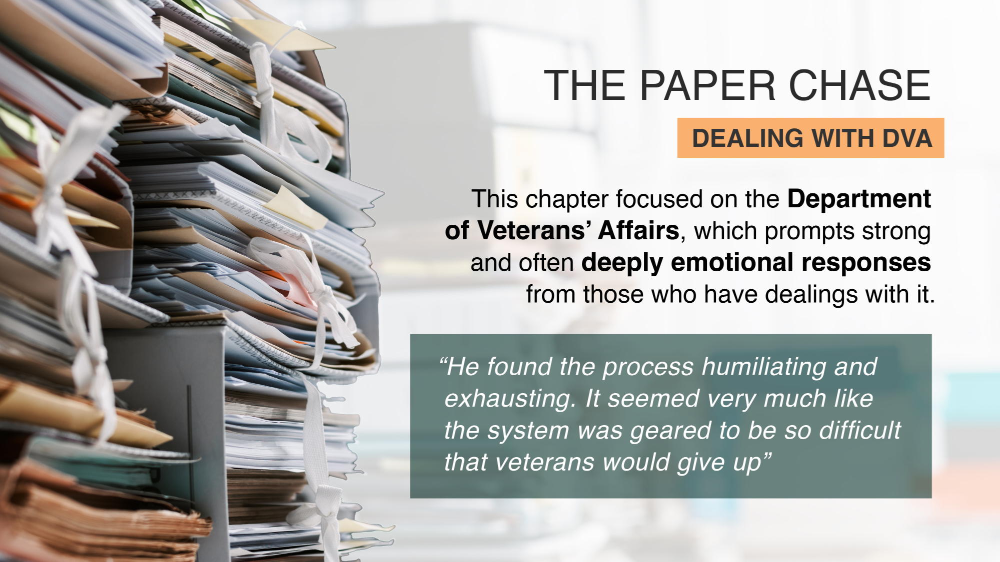 THE PAPER CHASE
DEALING WITH DVA
This chapter focused on the Department
of Veterans’ Affairs, which prompts strong
and often deeply emotional responses
from those who have dealings with it.
“He found the process humiliating and
exhausting. It seemed very much like
the system was geared to be so difficult
that veterans would give up”